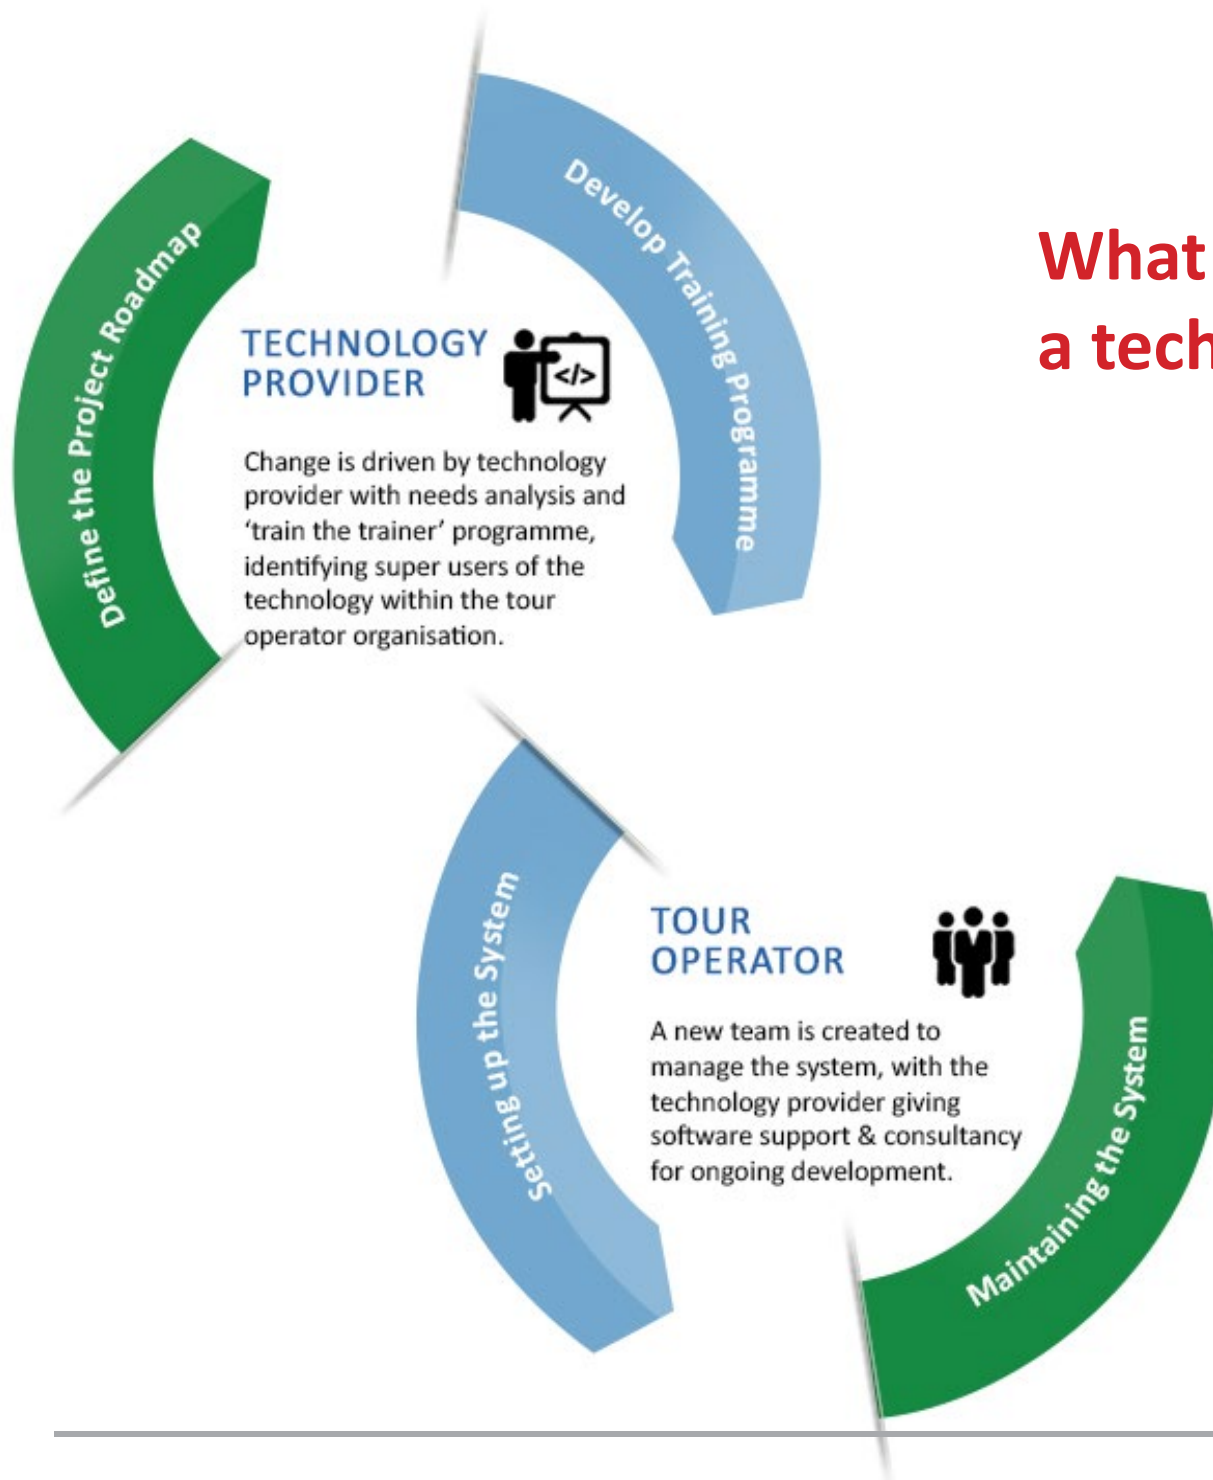 Define the Project Roadmap
Develop Training Programme
What
a tech
TECHNOLOGY
PROVIDER
</>
Change is driven by technology
provider with needs analysis and
‘train the trainer’ programme,
identifying super users of the
technology within the tour
operator organisation.
Setting up the System
TOUR
OPERATOR
A new team is created to
manage the system, with the
technology provider giving
software support & consultancy
for ongoing development.
Maintaining the System